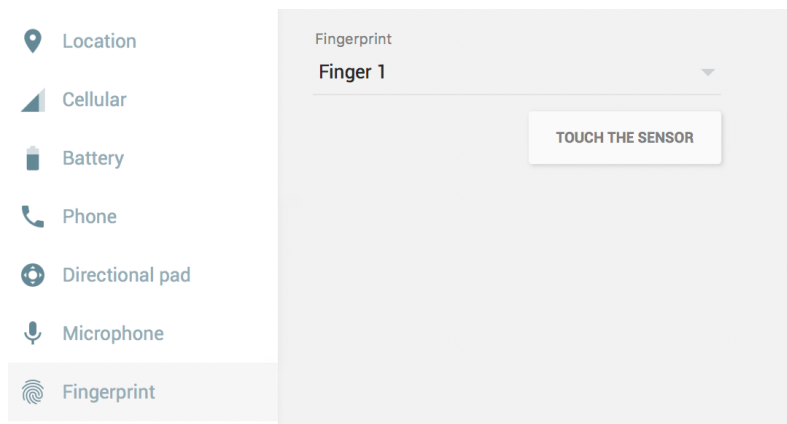 Location
Cellular
Battery
Phone
Directional pad
Microphone
Fingerprint
Fingerprint
Finger 1
TOUCH THE SENSOR